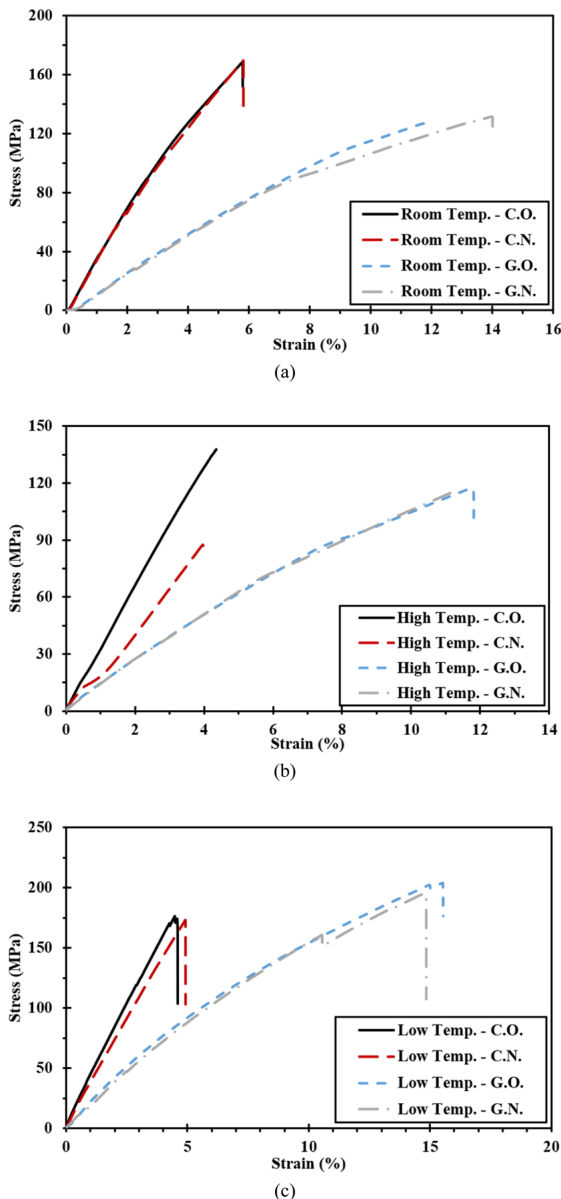 200
160
120
80
40
0
Stress (MPa)
Room Temp. - C.O.
Room Temp. - C.N.
Room Temp. - G.O.
Room Temp. - G.N.
0 2 4 6 8 10 12 14 16
Strain (%)
(a)
150
120
90
60
30
0
Stress (MPa)
High Temp. - C.O.
High Temp. - C.N.
High Temp. - G.O.
High Temp. - G.N.
0 2 4 6 8 10 12 14
Strain (%)
(b)
250
200
150
100
50
0
Stress (MPa)
Low Temp. - C.O.
Low Temp. - C.N.
Low Temp. - G.O.
Low Temp. - G.N.
0 5 10 15 20
Strain (%)
(c)